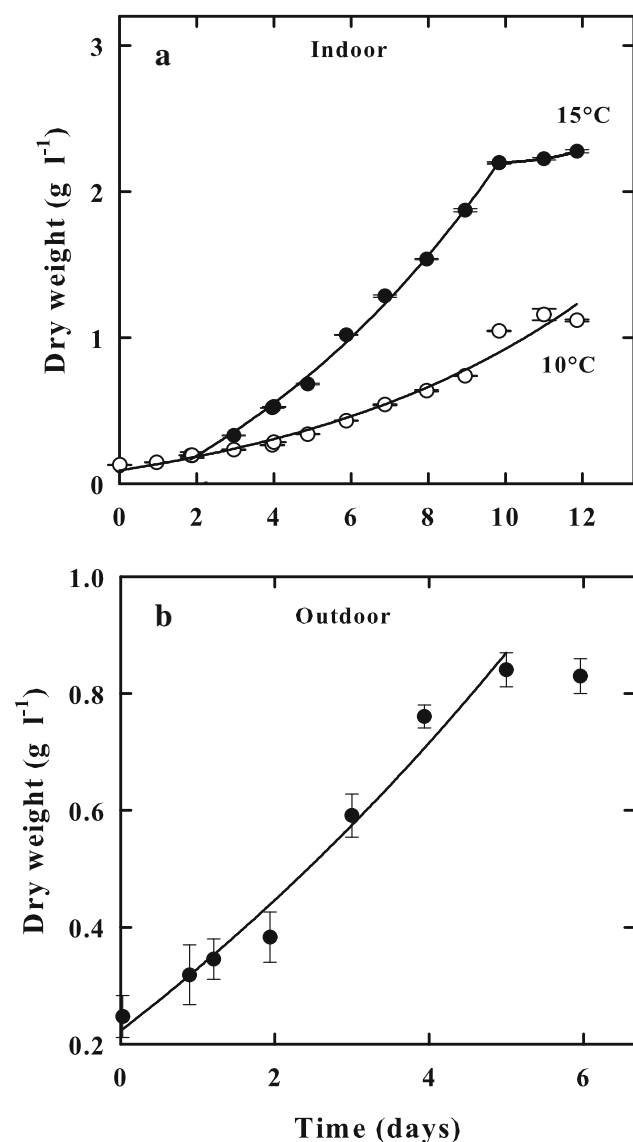 a
Indoor
15°C
10°C
Dry weight (g l⁻¹)
3
2
1
0
0 2 4 6 8 10 12
b
Outdoor
Dry weight (g l⁻¹)
1.0
0.8
0.6
0.4
0.2
0 2 4 6
Time (days)